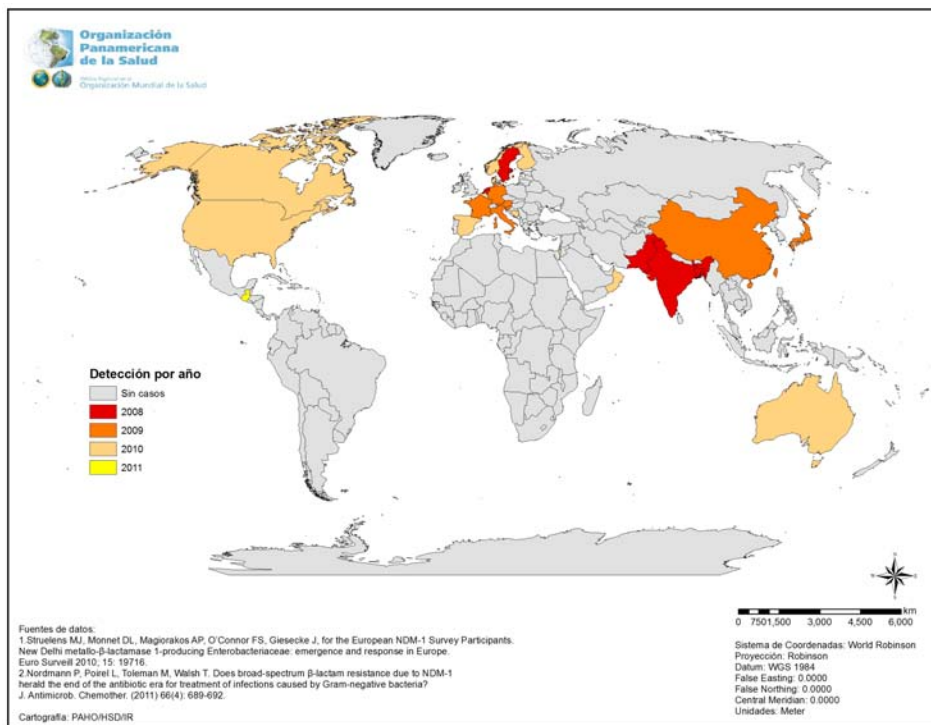 Organización
Panamericana
de la Salud
Organización Mundial de la Salud
Detección por año
Sin casos
2008
2009
2010
2011
km
0 750 1,500 3,000 4,500 6,000
Fuentes de datos:
1.Struelens MJ, Monnet DL, Magiorakos AP, O'Connor FS, Giesecke J, for the European NDM-1 Survey Participants.
New Delhi metallo-β-lactamase 1-producing Enterobacteriaceae: emergence and response in Europe.
Euro Surveill 2010; 15: 19716.
2.Nordmann P, Poirel L, Toleman M, Walsh T. Does broad-spectrum β-lactam resistance due to NDM-1
herald the end of the antibiotic era for treatment of infections caused by Gram-negative bacteria?
J. Antimicrob. Chemother. (2011) 66(4): 689-692.
Cartografía: PAHO/HSD/IR
Sistema de Coordenadas: World Robinson
Proyección: Robinson
Datum: WGS 1984
False Easting: 0.0000
False Northing: 0.0000
Central Meridian: 0.0000
Unidades: Meter